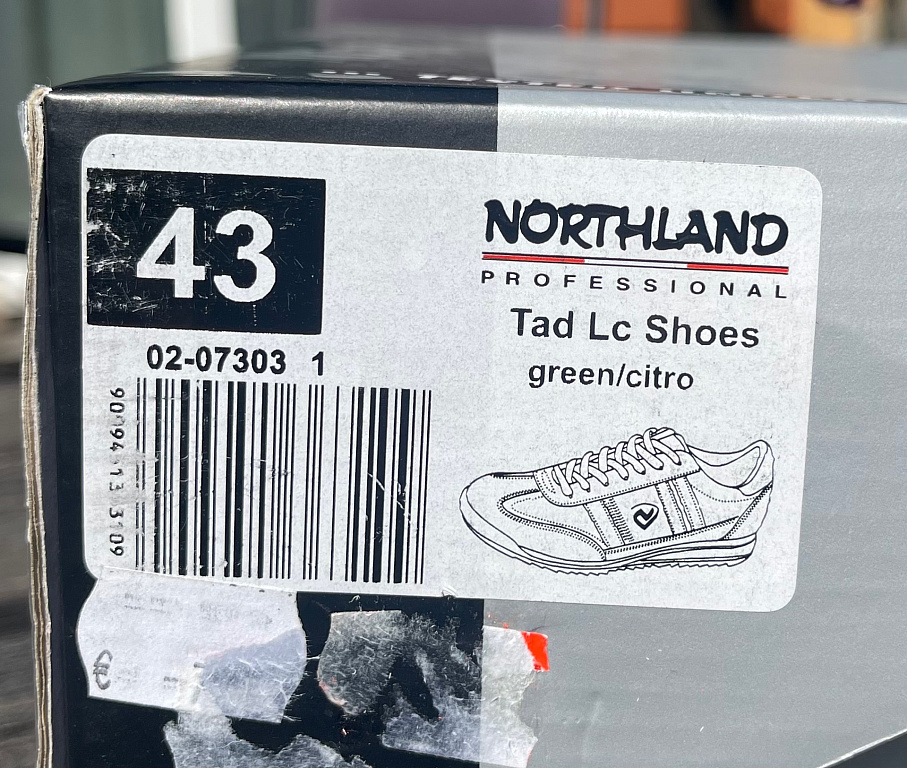 43
02-07303 1
NORTHLAND
PROFESSIONAL
Tad Lc Shoes
green/citro